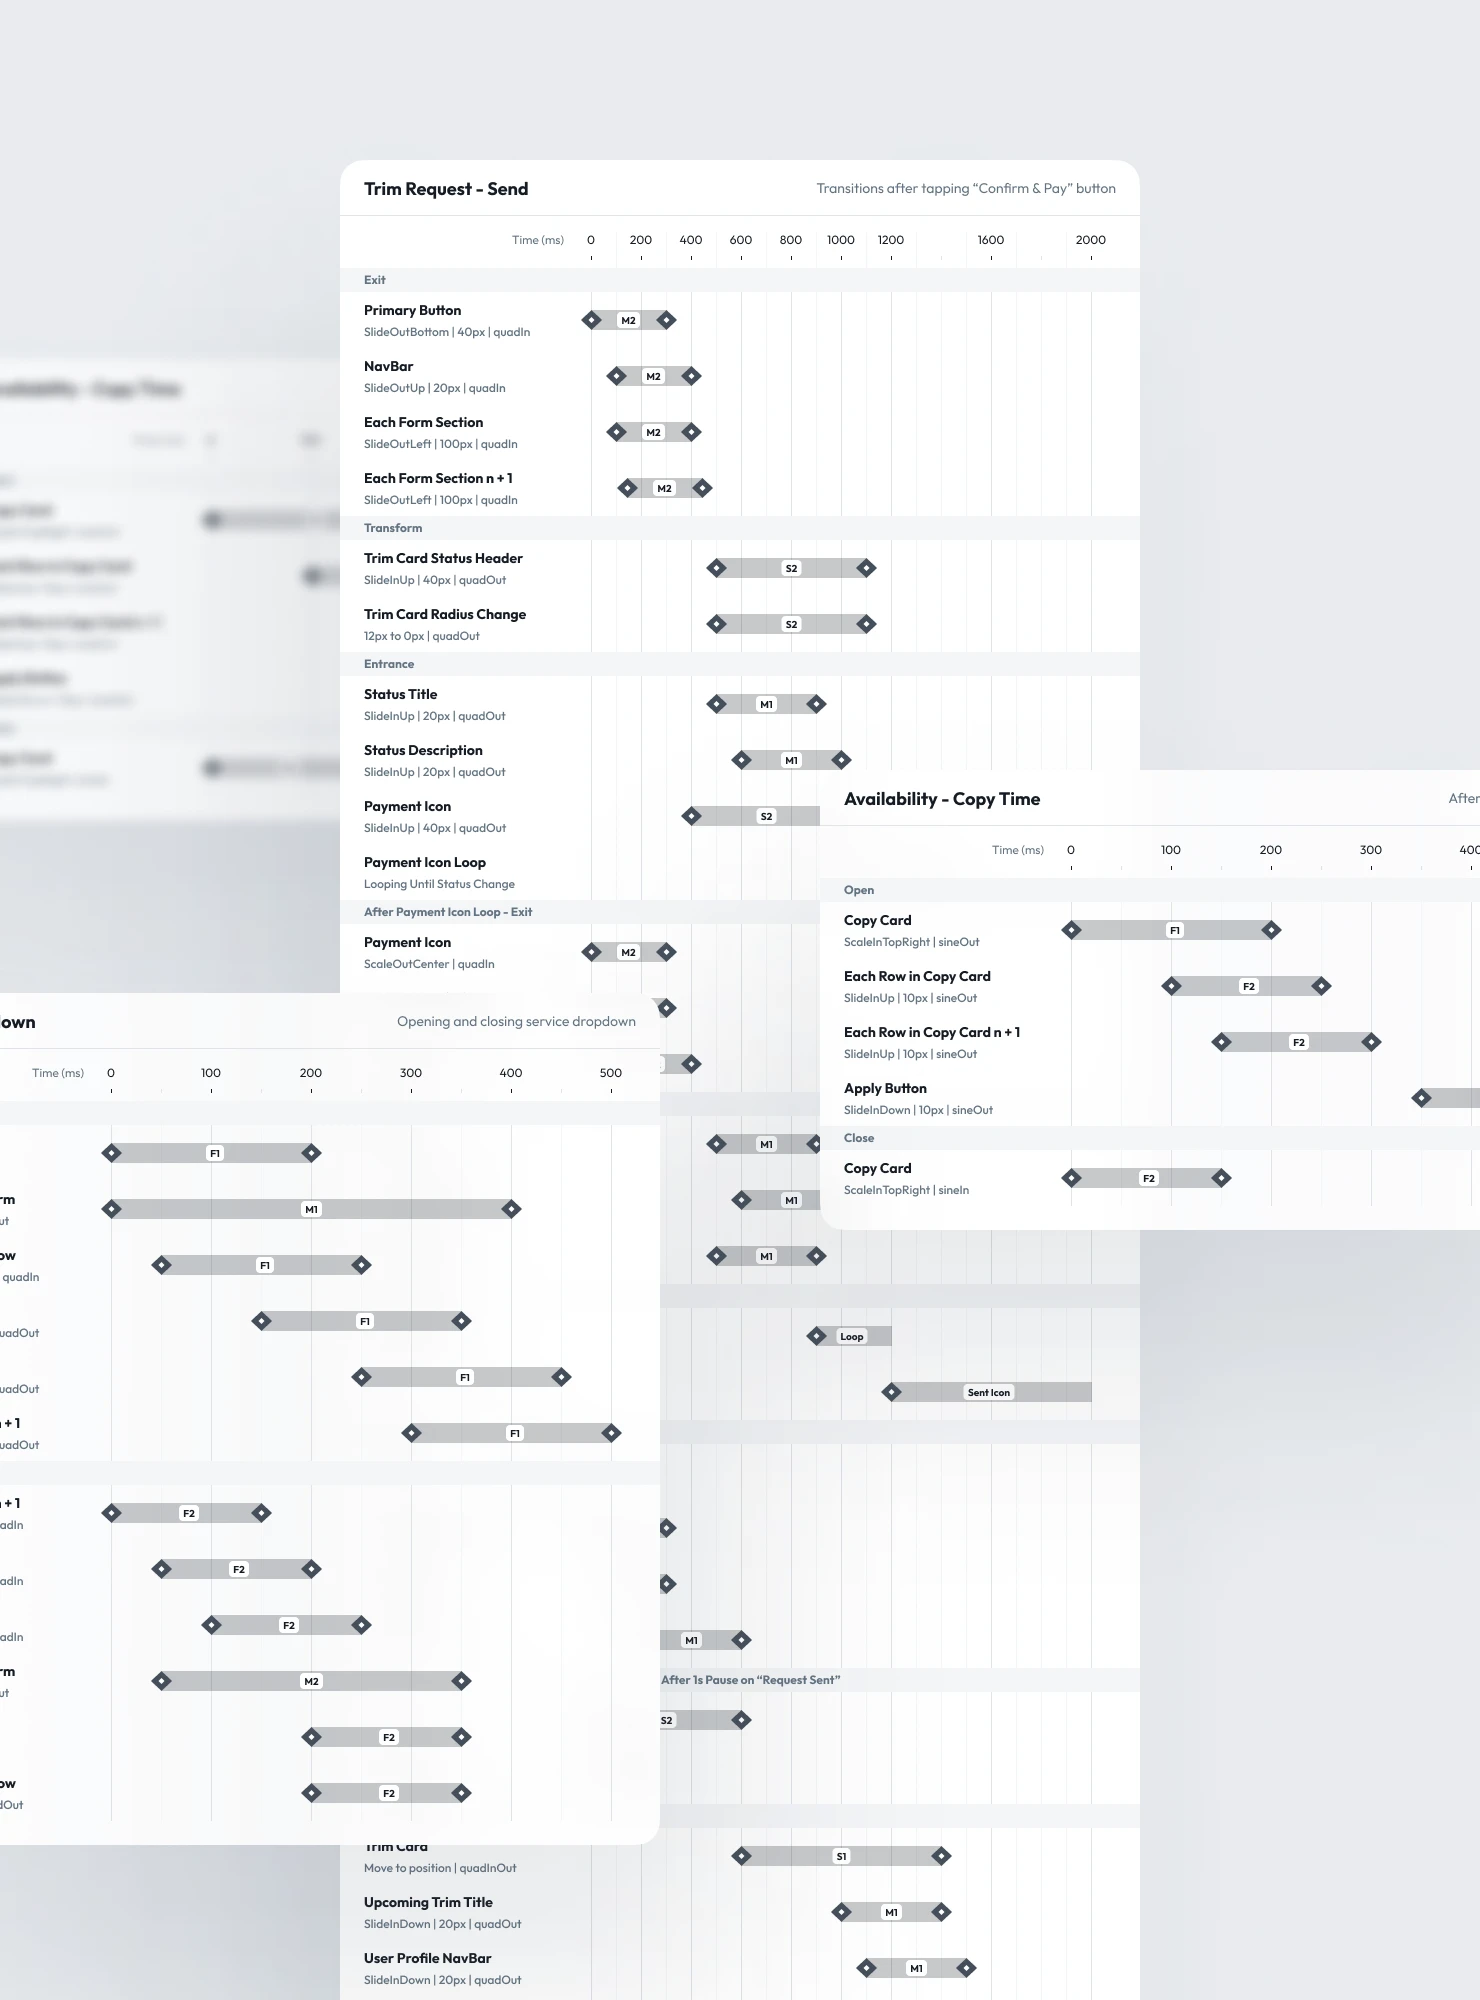 Trim Request - Send
Transitions after tapping “Confirm & Pay” button
Time (ms) 0 200 400 600 800 1000 1200 1600 2000
Exit
Primary Button
SlideOutBottom | 40px | quadIn
M2
NavBar
SlideOutUp | 20px | quadIn
M2
Each Form Section
SlideOutLeft | 100px | quadIn
M2
Each Form Section n + 1
SlideOutLeft | 100px | quadIn
M2
Transform
Trim Card Status Header
SlideInUp | 40px | quadOut
S2
Trim Card Radius Change
12px to 0px | quadOut
S2
Entrance
Status Title
SlideInUp | 20px | quadOut
M1
Status Description
SlideInUp | 20px | quadOut
M1
Payment Icon
SlideInUp | 40px | quadOut
S2
Payment Icon Loop
Looping Until Status Change
After Payment Icon Loop - Exit
Payment Icon
ScaleOutCenter | quadIn
M2
M1
M1
M1
Loop
Sent Icon
M1
After 1s Pause on “Request Sent”
S2
Trim Card
Move to position | quadInOut
S1
Upcoming Trim Title
SlideInDown | 20px | quadOut
M1
User Profile NavBar
SlideInDown | 20px | quadOut
M1
Availability - Copy Time
After
Time (ms) 0 100 200 300 400
Open
Copy Card
ScaleInTopRight | sineOut
F1
Each Row in Copy Card
SlideInUp | 10px | sineOut
F2
Each Row in Copy Card n + 1
SlideInUp | 10px | sineOut
F2
Apply Button
SlideInDown | 10px | sineOut
Close
Copy Card
ScaleInTopRight | sineIn
F2
own
Opening and closing service dropdown
Time (ms) 0 100 200 300 400 500
F1
rm
ut
M1
ow
quadIn
F1
uadOut
F1
uadOut
F1
n + 1
uadOut
F1
n + 1
adIn
F2
adIn
F2
adIn
F2
rm
ut
M2
F2
ow
dOut
F2